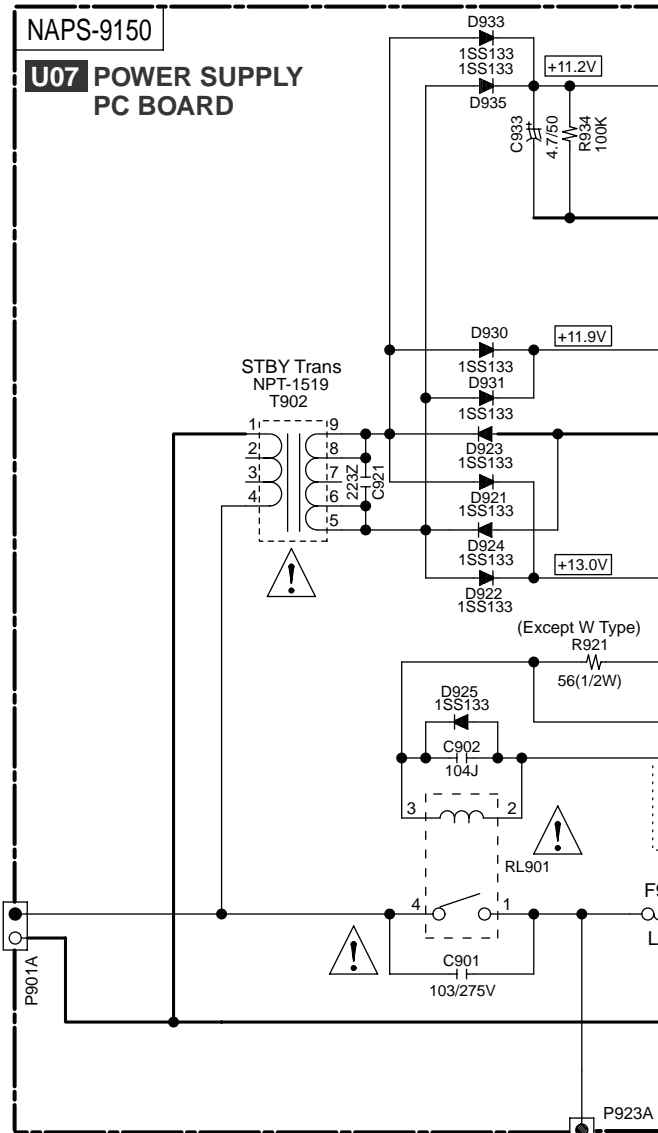 NAPS-9150
U07 POWER SUPPLY
PC BOARD
D933
1SS133
1SS133
D935
+11.2V
C933
4.7/50
R934
100K
+
D930
1SS133
D931
1SS133
+11.9V
STBY Trans
NPT-1519
T902
1
2
3
4
9
8
7
6
5
223Z
C921
D923
1SS133
D921
1SS133
D924
1SS133
D922
1SS133
+13.0V
!
(Except W Type)
R921
56(1/2W)
D925
1SS133
C902
104J
3
2
!
RL901
4
1
F9
L
!
C901
103/275V
P901A
P923A